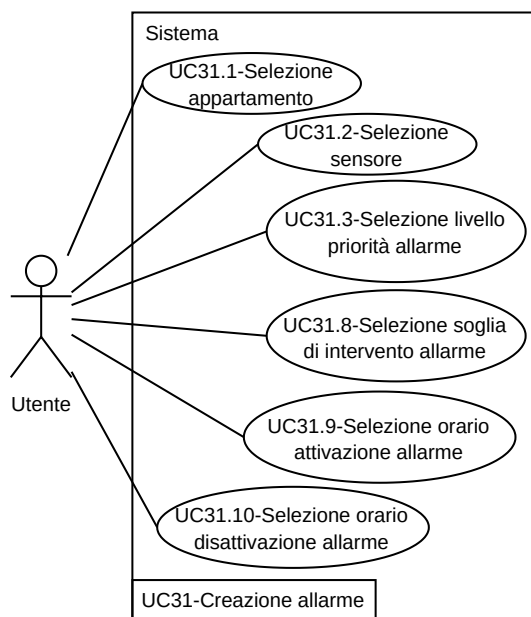 Sistema
UC31.1-Selezione
appartamento
UC31.2-Selezione
sensore
UC31.3-Selezione livello
priorità allarme
UC31.8-Selezione soglia
di intervento allarme
Utente
UC31.9-Selezione orario
attivazione allarme
UC31.10-Selezione orario
disattivazione allarme
UC31-Creazione allarme